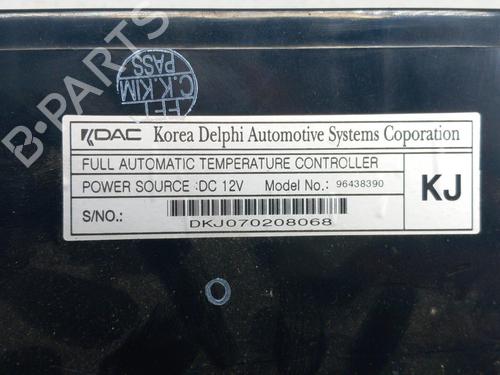 FFI
C.K.KIM
PASS
B-PARTS
KDAC Korea Delphi Automotive Systems Coporation
FULL AUTOMATIC TEMPERATURE CONTROLLER
POWER SOURCE :DC 12V Model No.: 96438390
KJ
S/NO.:
DKJ070208068